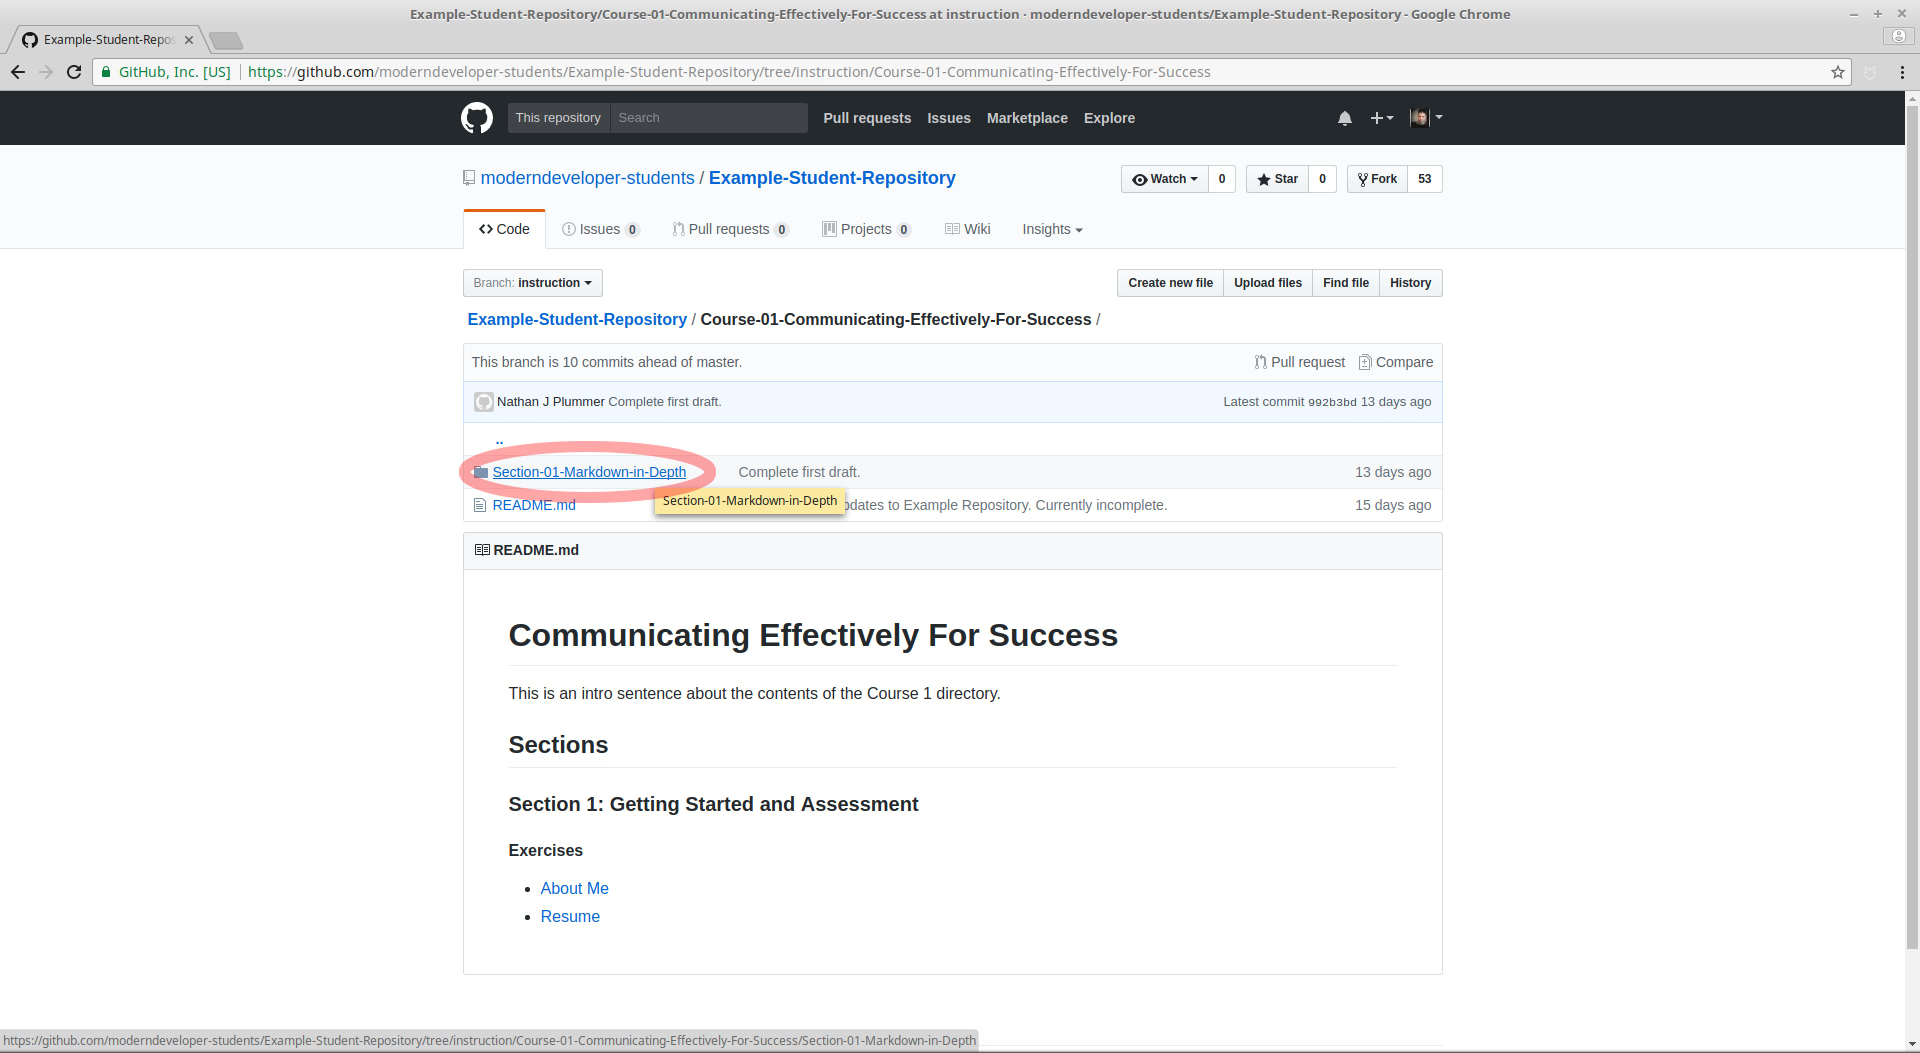 Example-Student-Repository/Course-01-Communicating-Effectively-For-Success at instruction · moderndeveloper-students/Example-Student-Repository - Google Chrome
Example-Student-Repos
GitHub, Inc. [US] https://github.com/moderndeveloper-students/Example-Student-Repository/tree/instruction/Course-01-Communicating-Effectively-For-Success
This repository Search Pull requests Issues Marketplace Explore
moderndeveloper-students / Example-Student-Repository Watch 0 Star 0 Fork 53
Code Issues 0 Pull requests 0 Projects 0 Wiki Insights
Branch: instruction Create new file Upload files Find file History
Example-Student-Repository / Course-01-Communicating-Effectively-For-Success /
This branch is 10 commits ahead of master. Pull request Compare
Nathan J Plummer Complete first draft. Latest commit 992b3bd 13 days ago
..
Section-01-Markdown-in-Depth Complete first draft. 13 days ago
Section-01-Markdown-in-Depth
README.md pdates to Example Repository. Currently incomplete. 15 days ago
README.md
Communicating Effectively For Success
This is an intro sentence about the contents of the Course 1 directory.
Sections
Section 1: Getting Started and Assessment
Exercises
• About Me
• Resume
https://github.com/moderndeveloper-students/Example-Student-Repository/tree/instruction/Course-01-Communicating-Effectively-For-Success/Section-01-Markdown-in-Depth